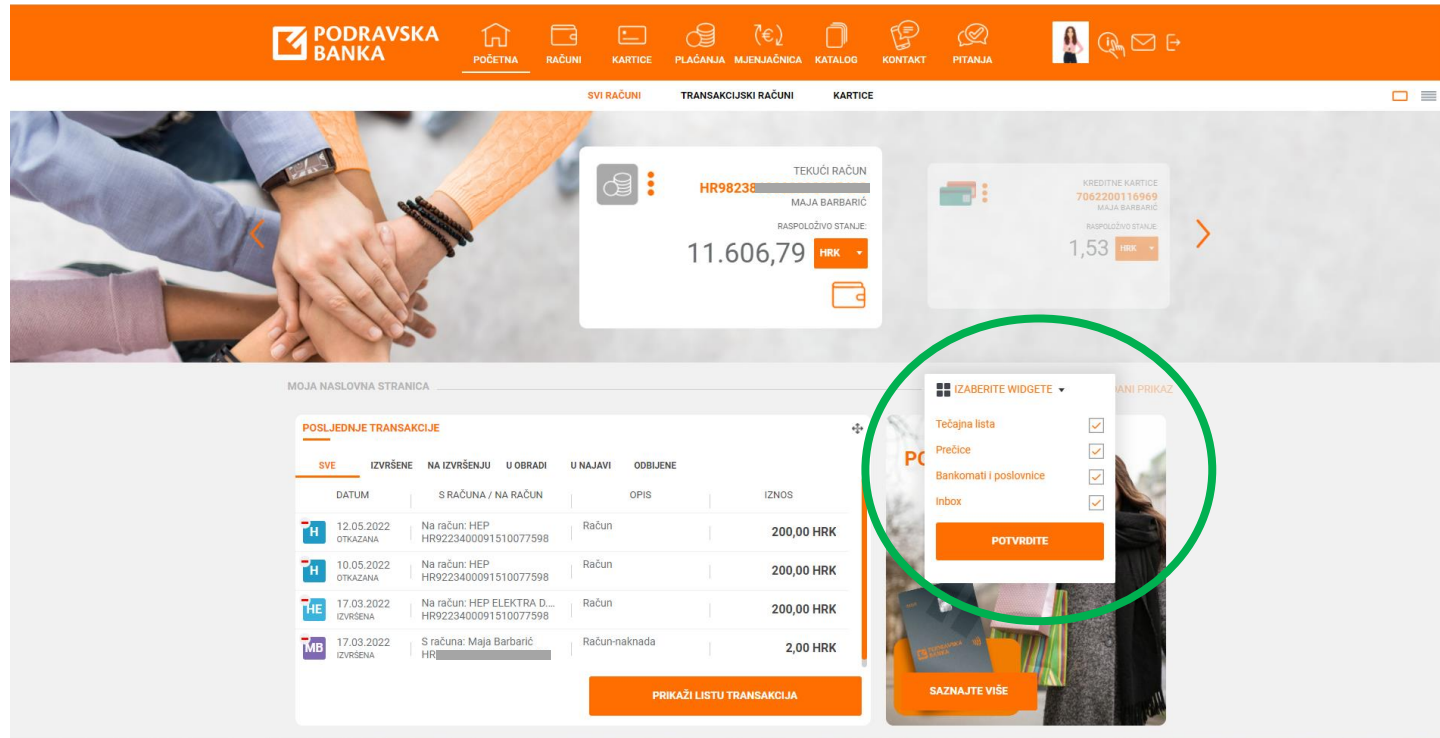 PODRAVSKA
BANKA
POČETNA
RAČUNI
KARTICE
PLAĆANJA
MJENJAČNICA
KATALOG
KONTAKT
PITANJA
SVI RAČUNI
TRANSAKCIJSKI RAČUNI
KARTICE
TEKUĆI RAČUN
HR98238
MAJA BARBARIĆ
RASPOLOŽIVO STANJE:
11.606,79 HRK
KREDITNE KARTICE
7062200116969
MAJA BARBARIĆ
RASPOLOŽIVO STANJE:
1,53 HRK
MOJA NASLOVNA STRANICA
IZABERITE WIDGETE
PRIKAZ
Tečajna lista
Prečice
Bankomati i poslovnice
Inbox
POTVRDITE
POSLJEDNJE TRANSAKCIJE
SVE IZVRŠENE NA IZVRŠENJU U OBRADI U NAJAVI ODBIJENE
DATUM S RAČUNA / NA RAČUN OPIS IZNOS
H 12.05.2022 Na račun: HEP Račun 200,00 HRK
OTKAZANA HR9223400091510077598
H 10.05.2022 Na račun: HEP Račun 200,00 HRK
OTKAZANA HR9223400091510077598
HE 17.03.2022 Na račun: HEP ELEKTRA D.... Račun 200,00 HRK
IZVRŠENA HR9223400091510077598
MB 17.03.2022 S računa: Maja Barbarić Račun-naknada 2,00 HRK
IZVRŠENA HR
PRIKAŽI LISTU TRANSAKCIJA
PODRAVSKA
BANKA
SAZNAJTE VIŠE